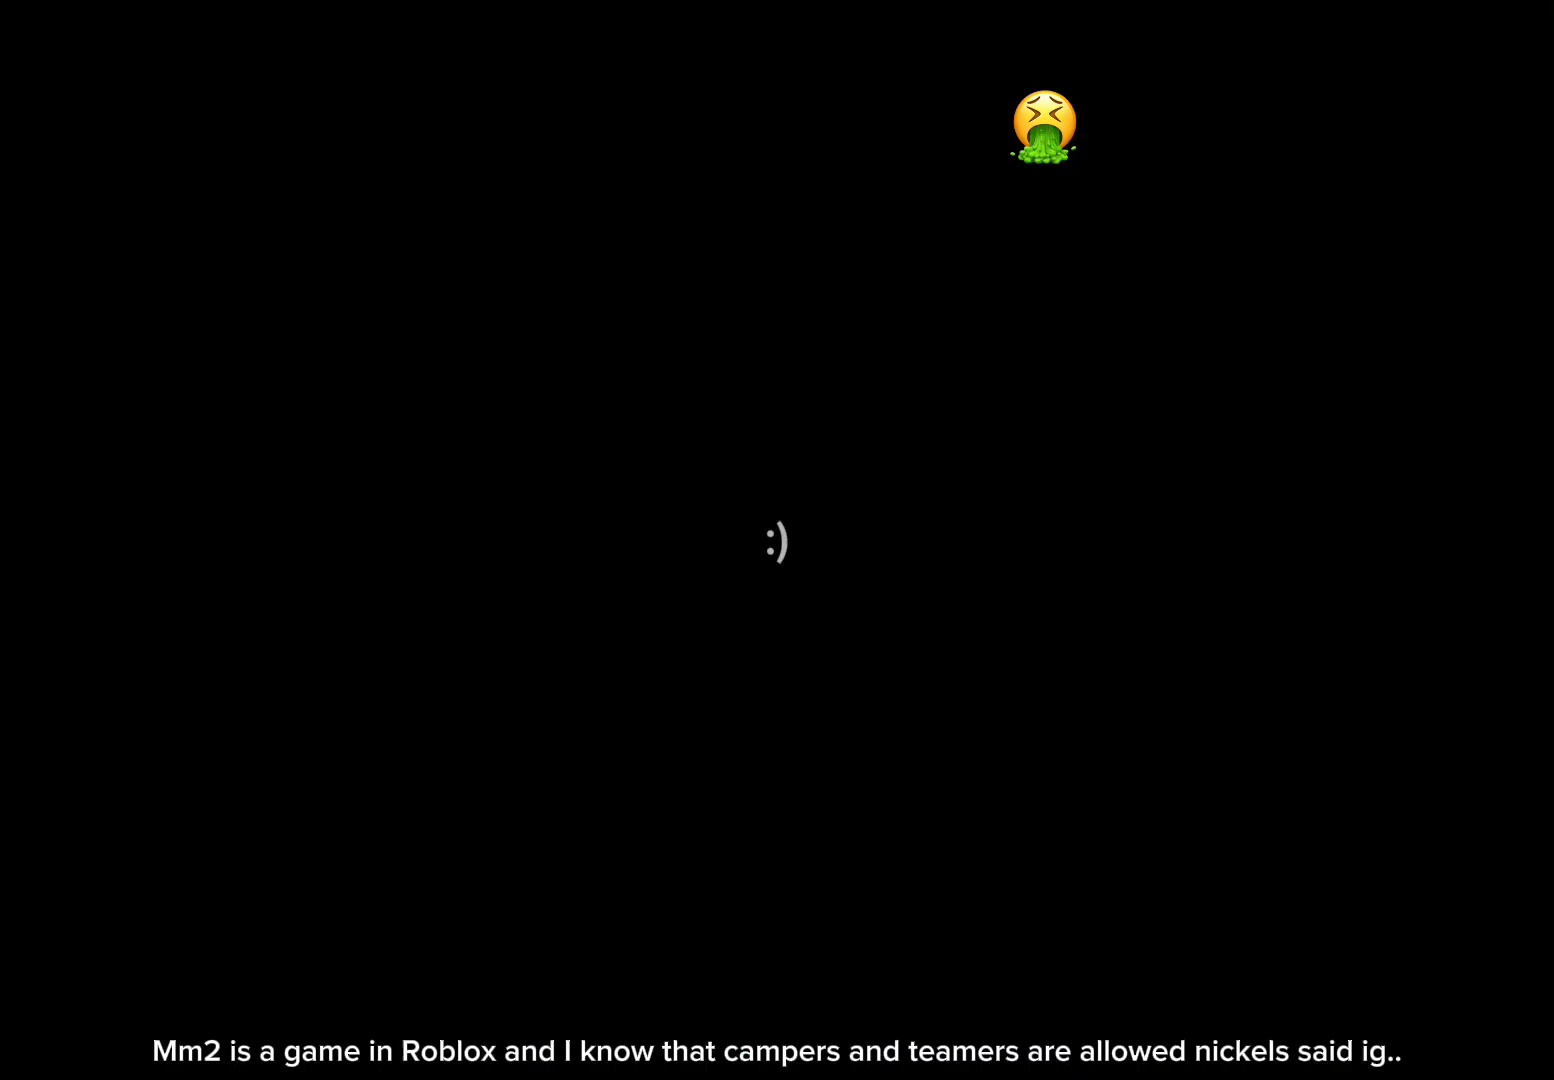 🤮
:)
Mm2 is a game in Roblox and I know that campers and teamers are allowed nickels said ig..